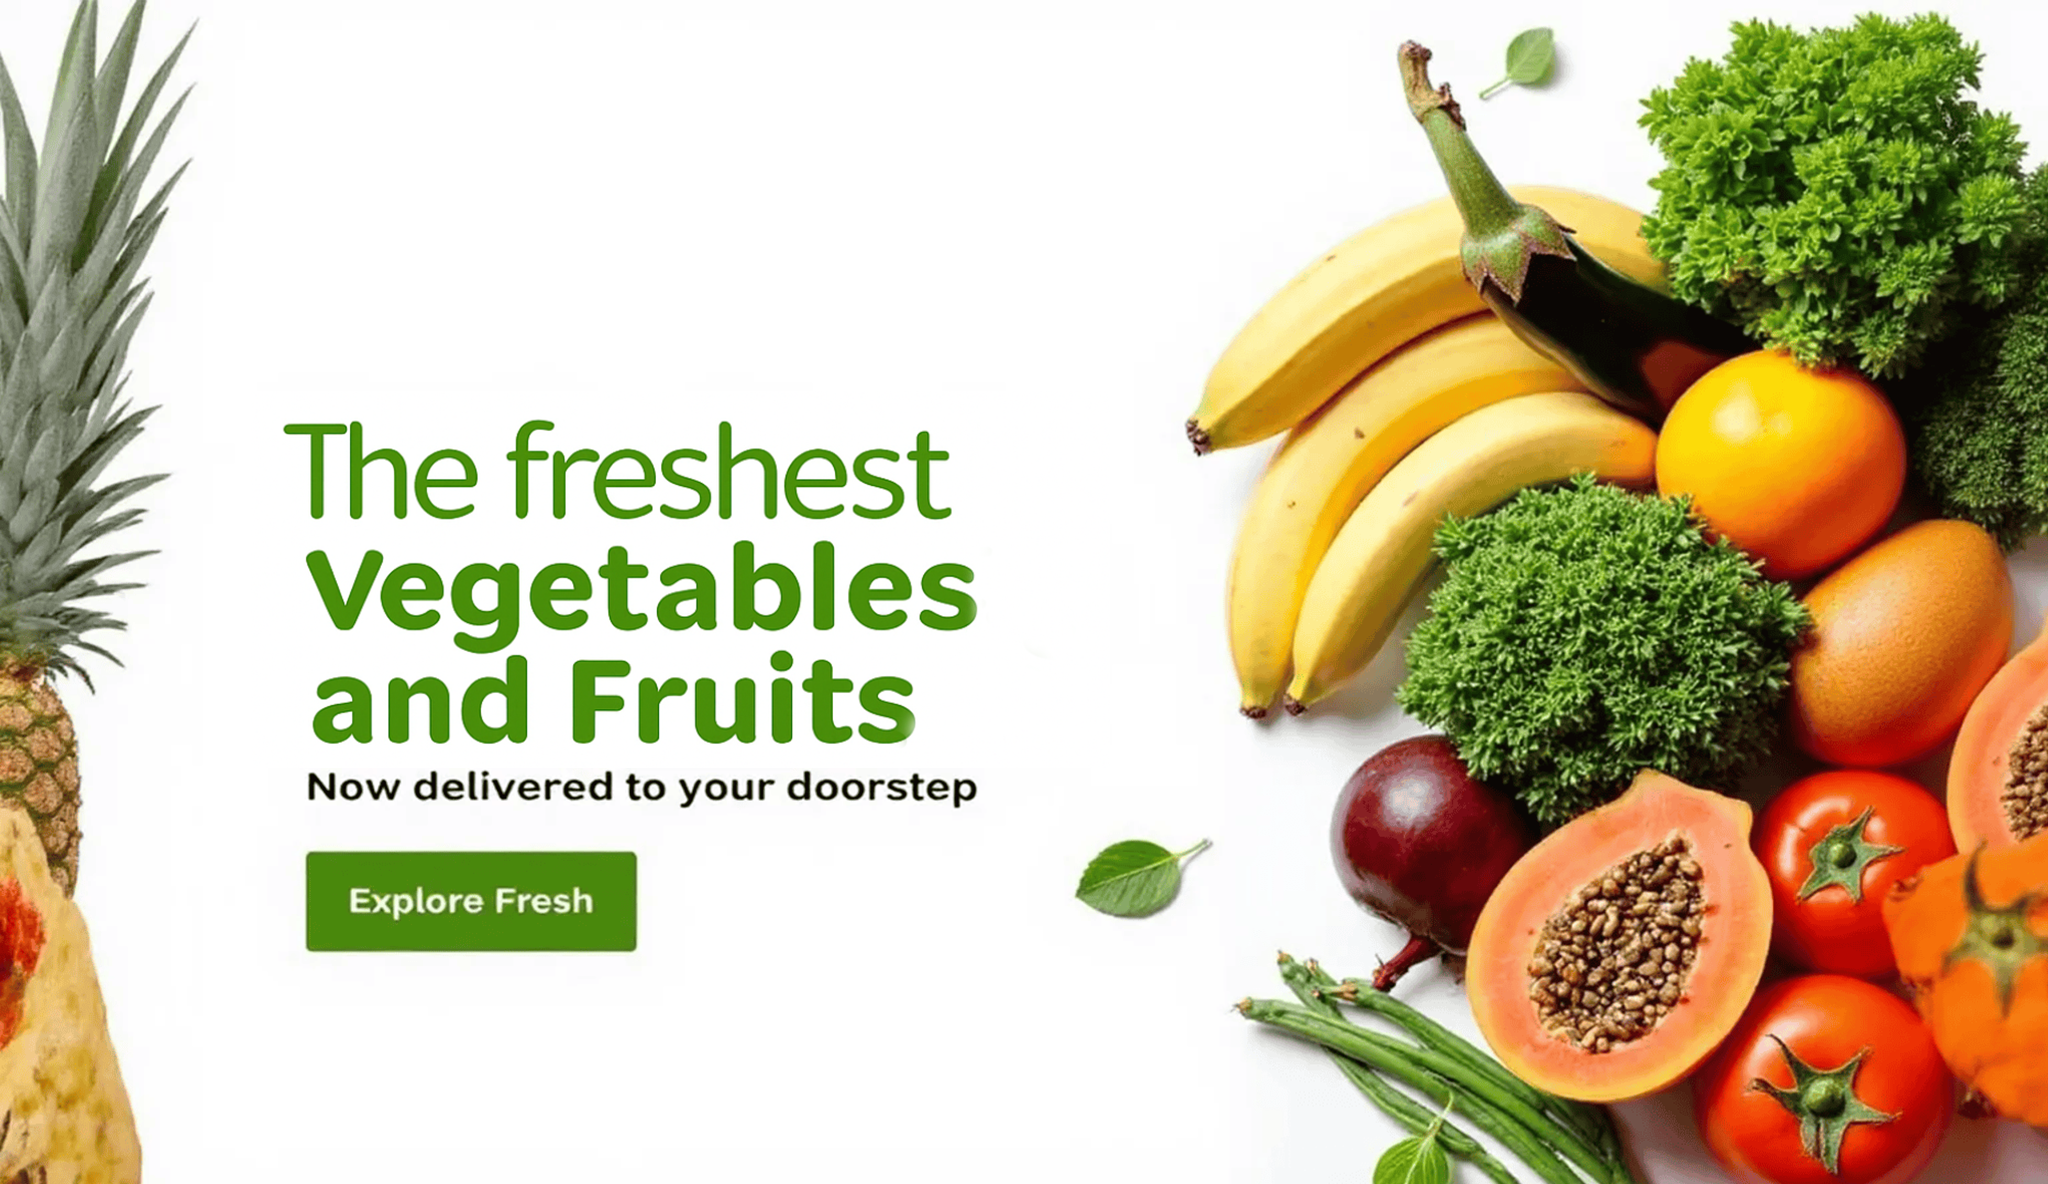 The freshest
Vegetables
and Fruits
Now delivered to your doorstep
Explore Fresh